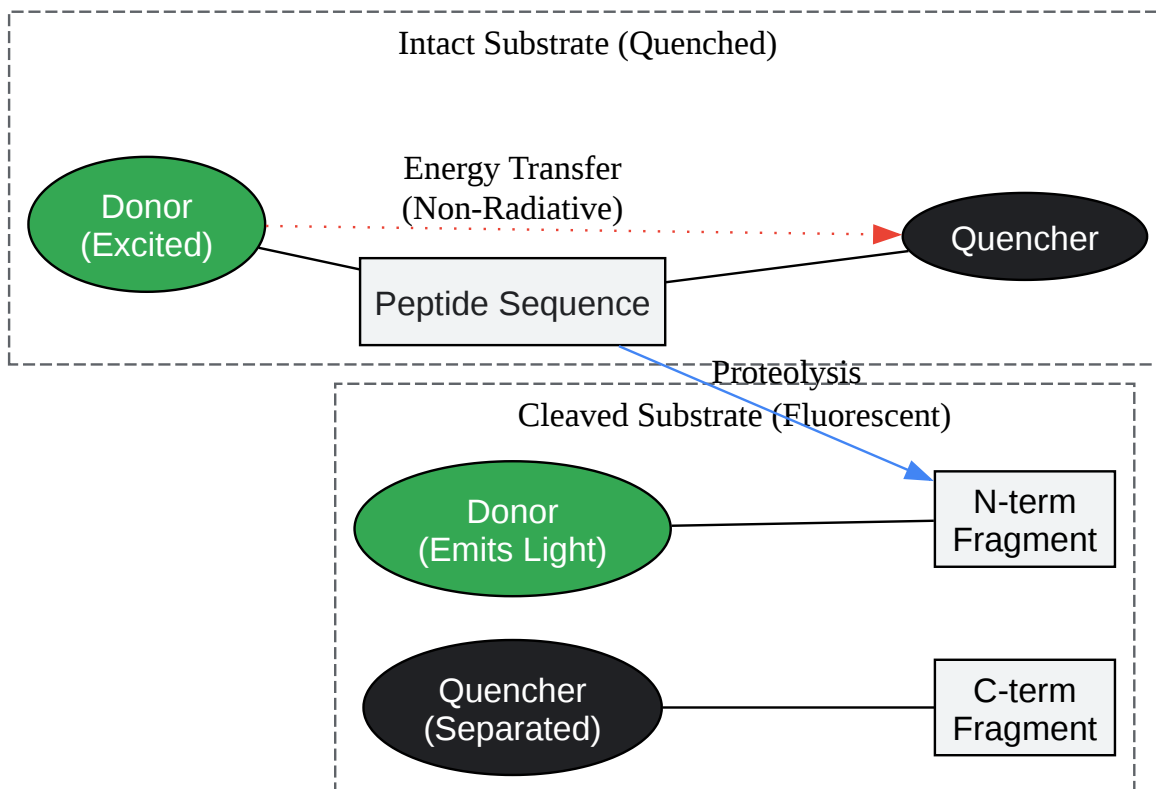 Intact Substrate (Quenched)
Energy Transfer
(Non-Radiative)
Donor
(Excited)
Quencher
Peptide Sequence
Proteolysis
Cleaved Substrate (Fluorescent)
Donor
(Emits Light)
N-term
Fragment
Quencher
(Separated)
C-term
Fragment